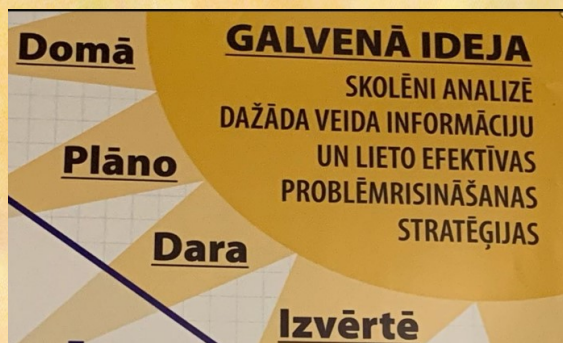 Domā
GALVENĀ IDEJA
SKOLĒNI ANALIZĒ
DAŽĀDA VEIDA INFORMĀCIJU
UN LIETO EFEKTĪVAS
PROBLĒMRISINĀŠANAS
STRATĒĢIJAS
Plāno
Dara
Izvērtē